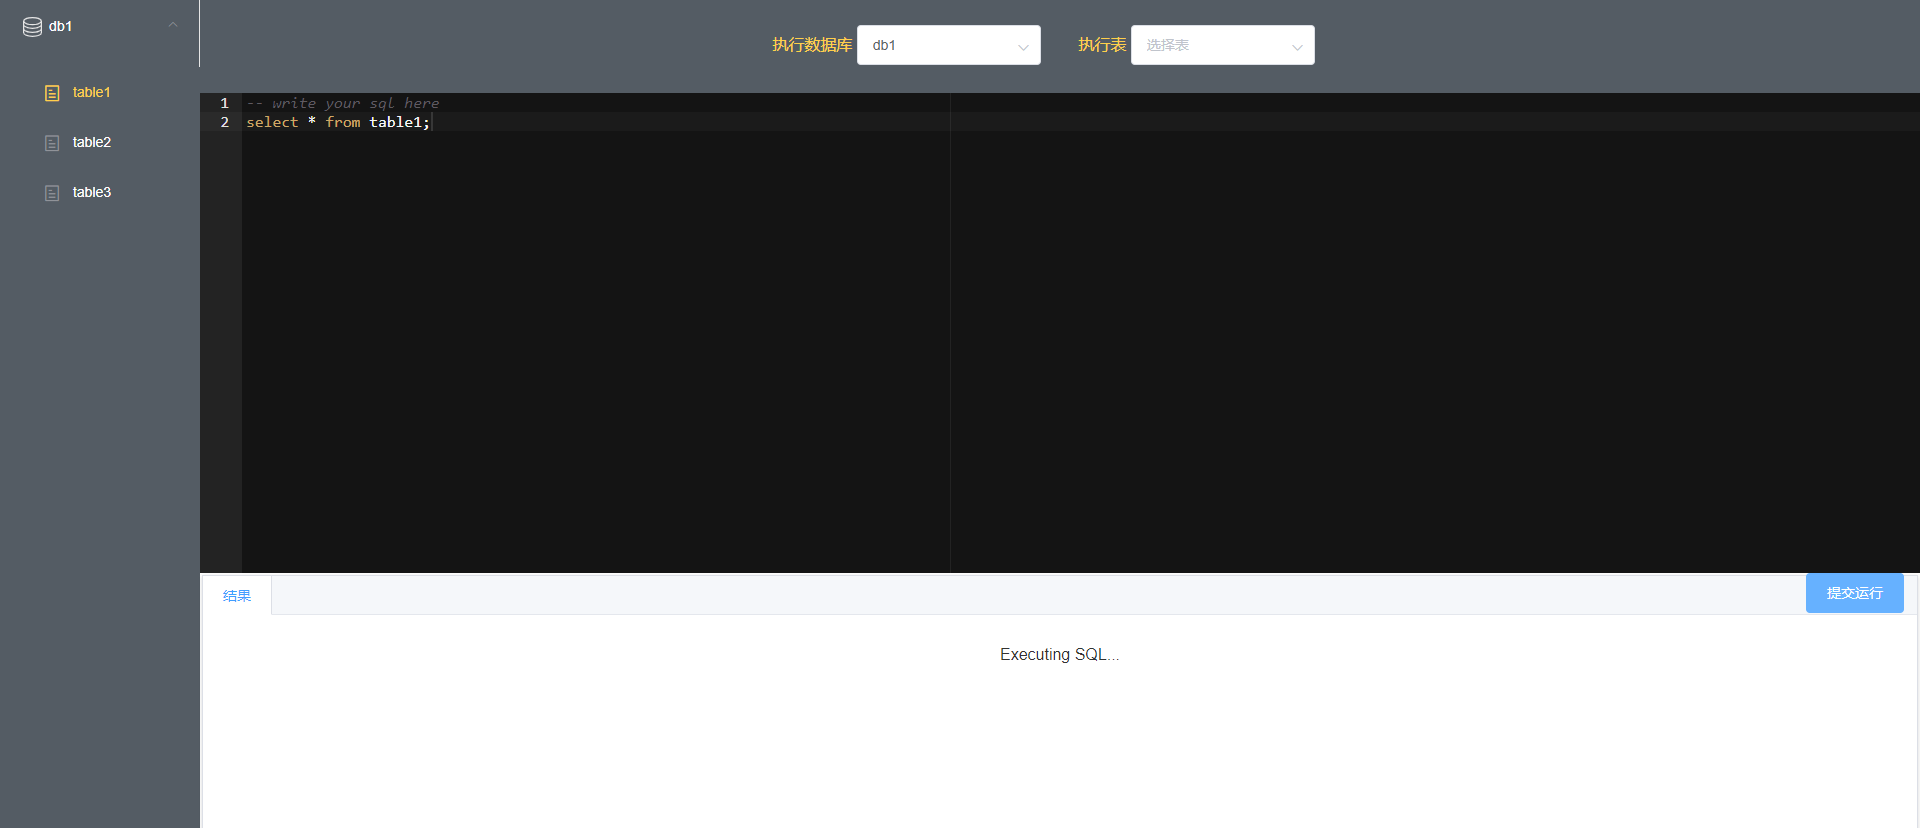 db1
table1
table2
table3
执行数据库 db1 执行表 选择表
1 -- write your sql here
2 select * from table1;
结果 提交运行
Executing SQL...